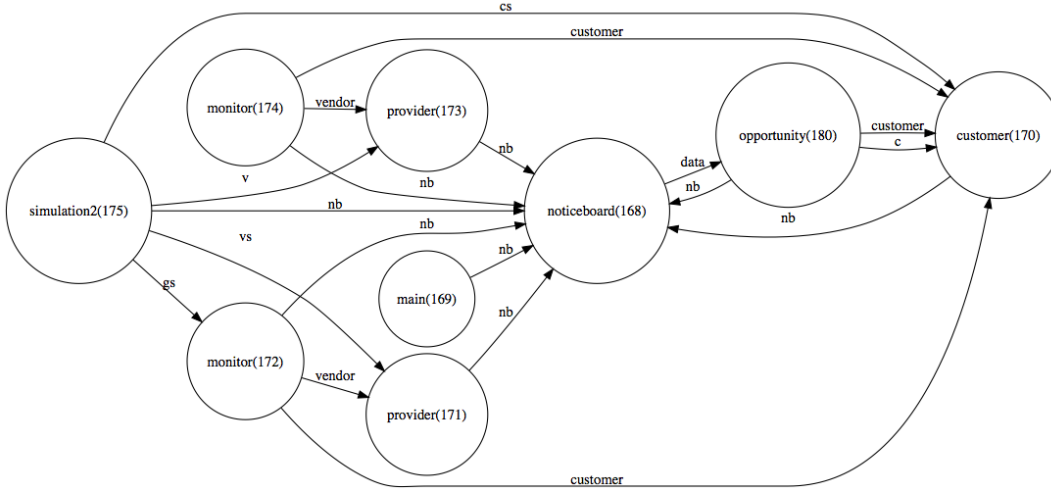 cs
customer
monitor(174)
vendor
provider(173)
opportunity(180)
customer
customer(170)
c
nb
data
v
nb
nb
simulation2(175)
nb
noticeboard(168)
nb
nb
vs
nb
gs
main(169)
nb
monitor(172)
vendor
provider(171)
customer